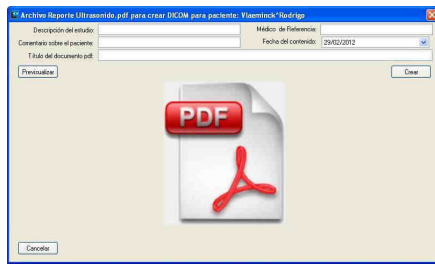 Archivo Reporte Ultrasonido.pdf para crear DICOM para paciente: Vlaeminck^Rodrigo
Descripción del estudio: Médico de Referencia:
Comentario sobre el paciente: Fecha del contenido: 29/02/2012
Título del documento pdf:
Previsualizar Crear
PDF
Cancelar